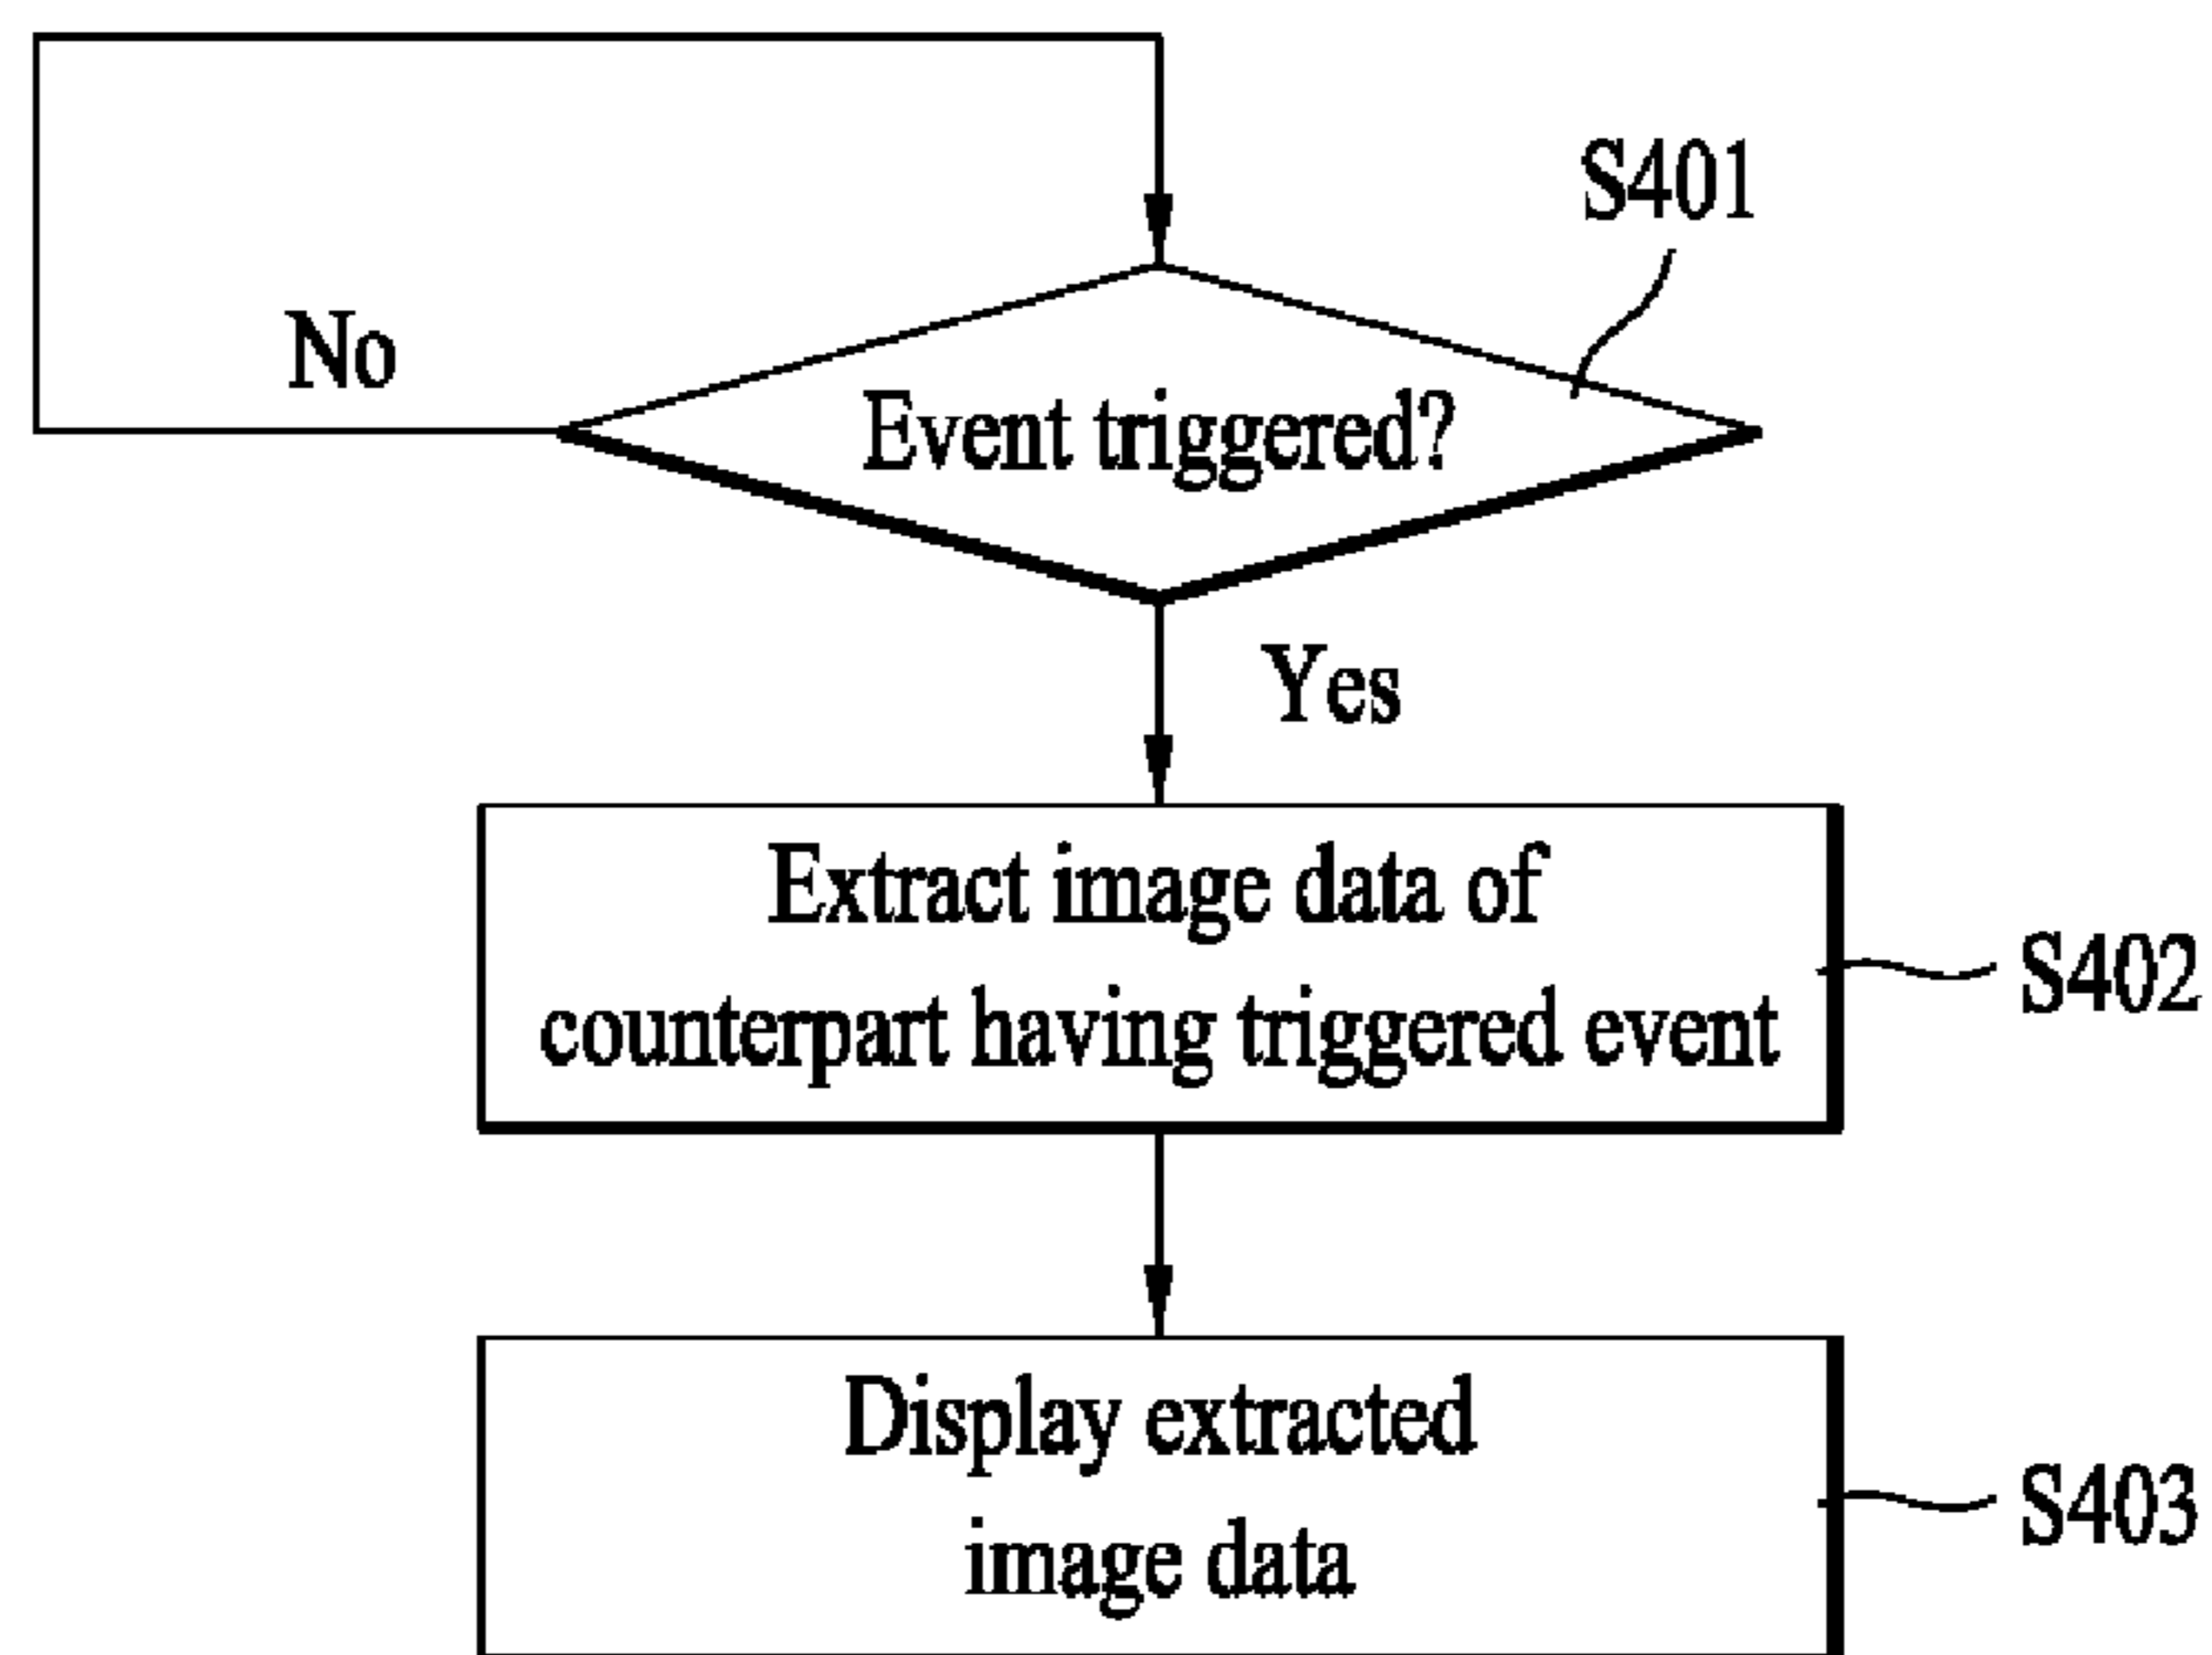 S401
No
Event triggered?
Yes
Extract image data of
counterpart having triggered event
S402
Display extracted
image data
S403